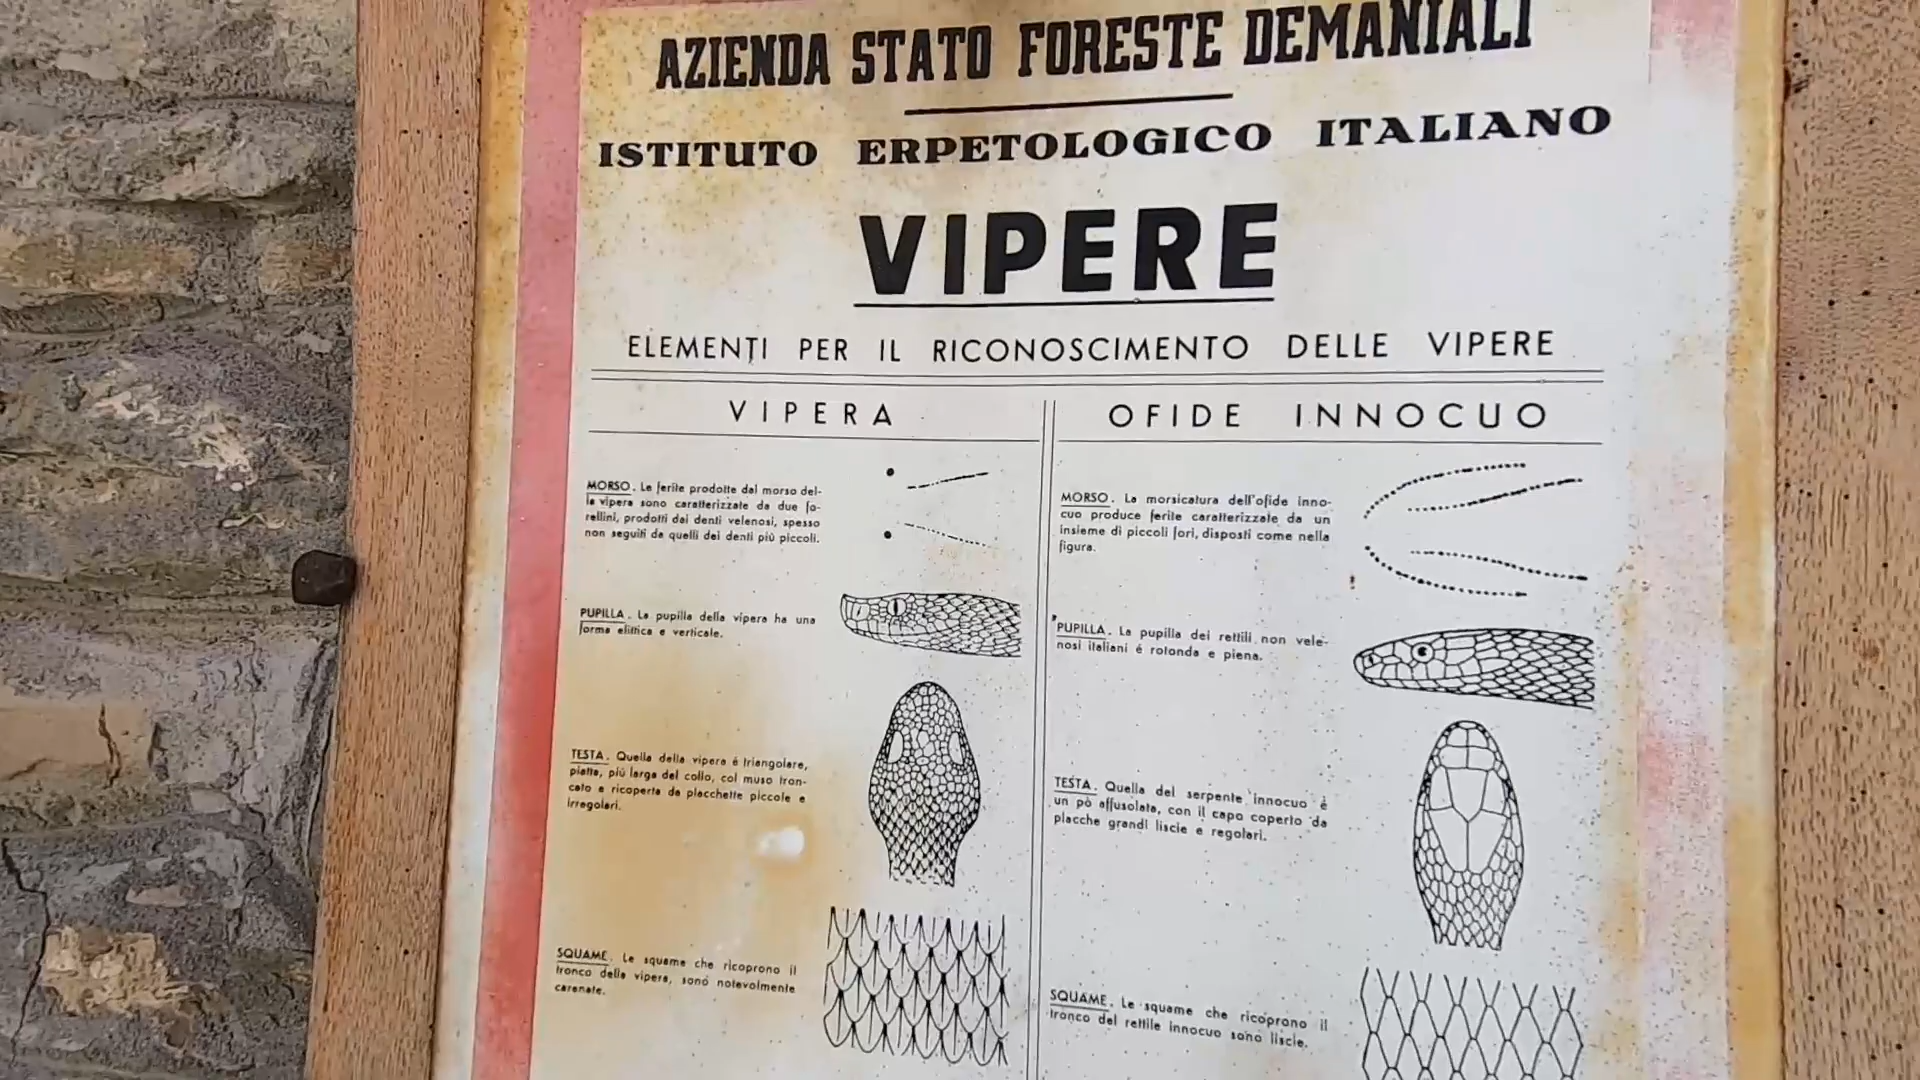 AZIENDA STATO FORESTE DEMANIALI
ISTITUTO ERPETOLOGICO ITALIANO
VIPERE
ELEMENTI PER IL RICONOSCIMENTO DELLE VIPERE
VIPERA
MORSO. Le ferite prodotte dal morso del-
la vipera sono caratterizzate da due fo-
rellini, prodotti dai denti velenosi, spesso
non seguiti da quelli dei denti più piccoli.
PUPILLA. La pupilla della vipera ha una
forma elittica e verticale.
TESTA. Quella della vipera é triangolare,
piatta, più larga del collo, col muso tron-
cato e ricoperta da placchette piccole e
irregolari.
SQUAME. Le squame che ricoprono il
tronco della vipera, sono notevolmente
carenate.
OFIDE INNOCUO
MORSO. La morsicatura dell'ofide inno-
cuo produce ferite caratterizzate da un
insieme di piccoli fori, disposti come nella
figura.
PUPILLA. La pupilla dei rettili non vele-
nosi italiani é rotonda e piena.
TESTA. Quella del serpente innocuo é
un pò affusolata, con il capo coperto da
placche grandi liscie e regolari.
SQUAME. Le squame che ricoprono il
tronco del rettile innocuo sono liscie.